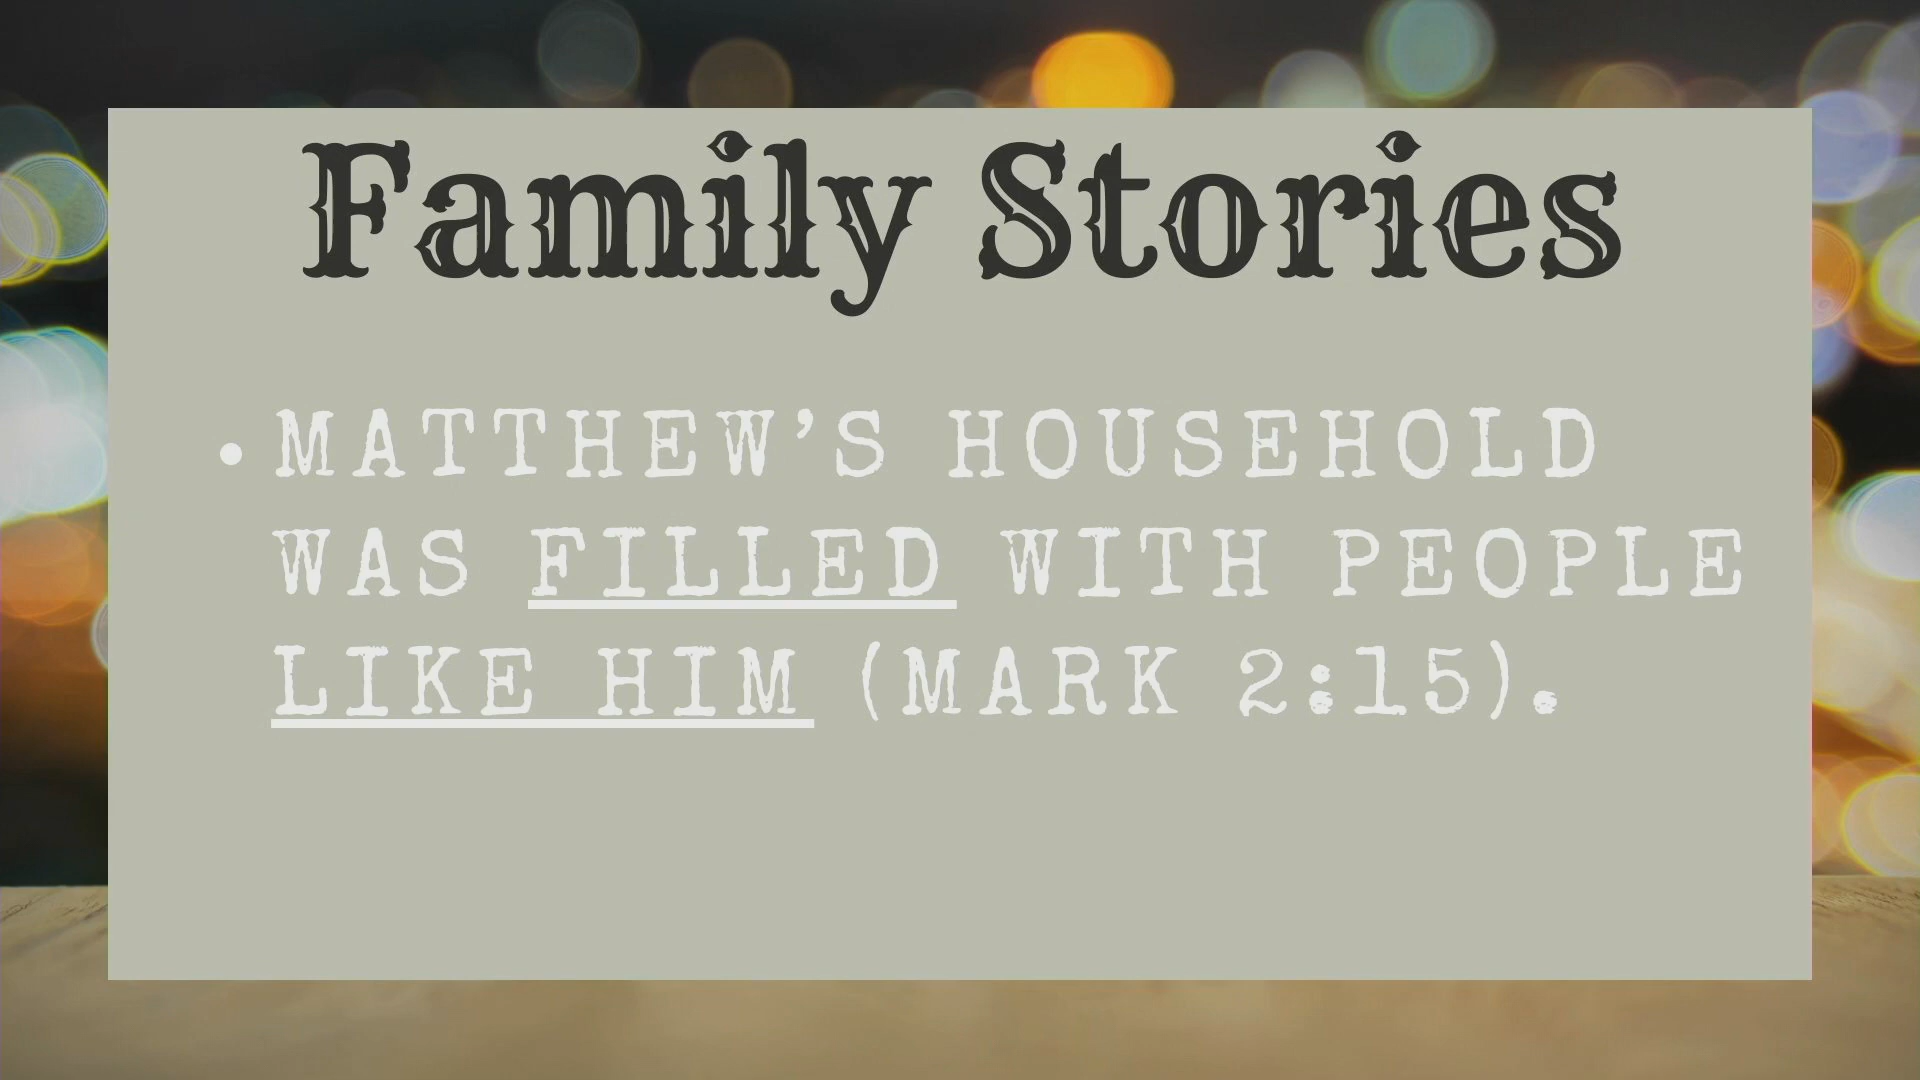 Family Stories
• MATTHEW’S HOUSEHOLD
WAS FILLED WITH PEOPLE
LIKE HIM (MARK 2:15).